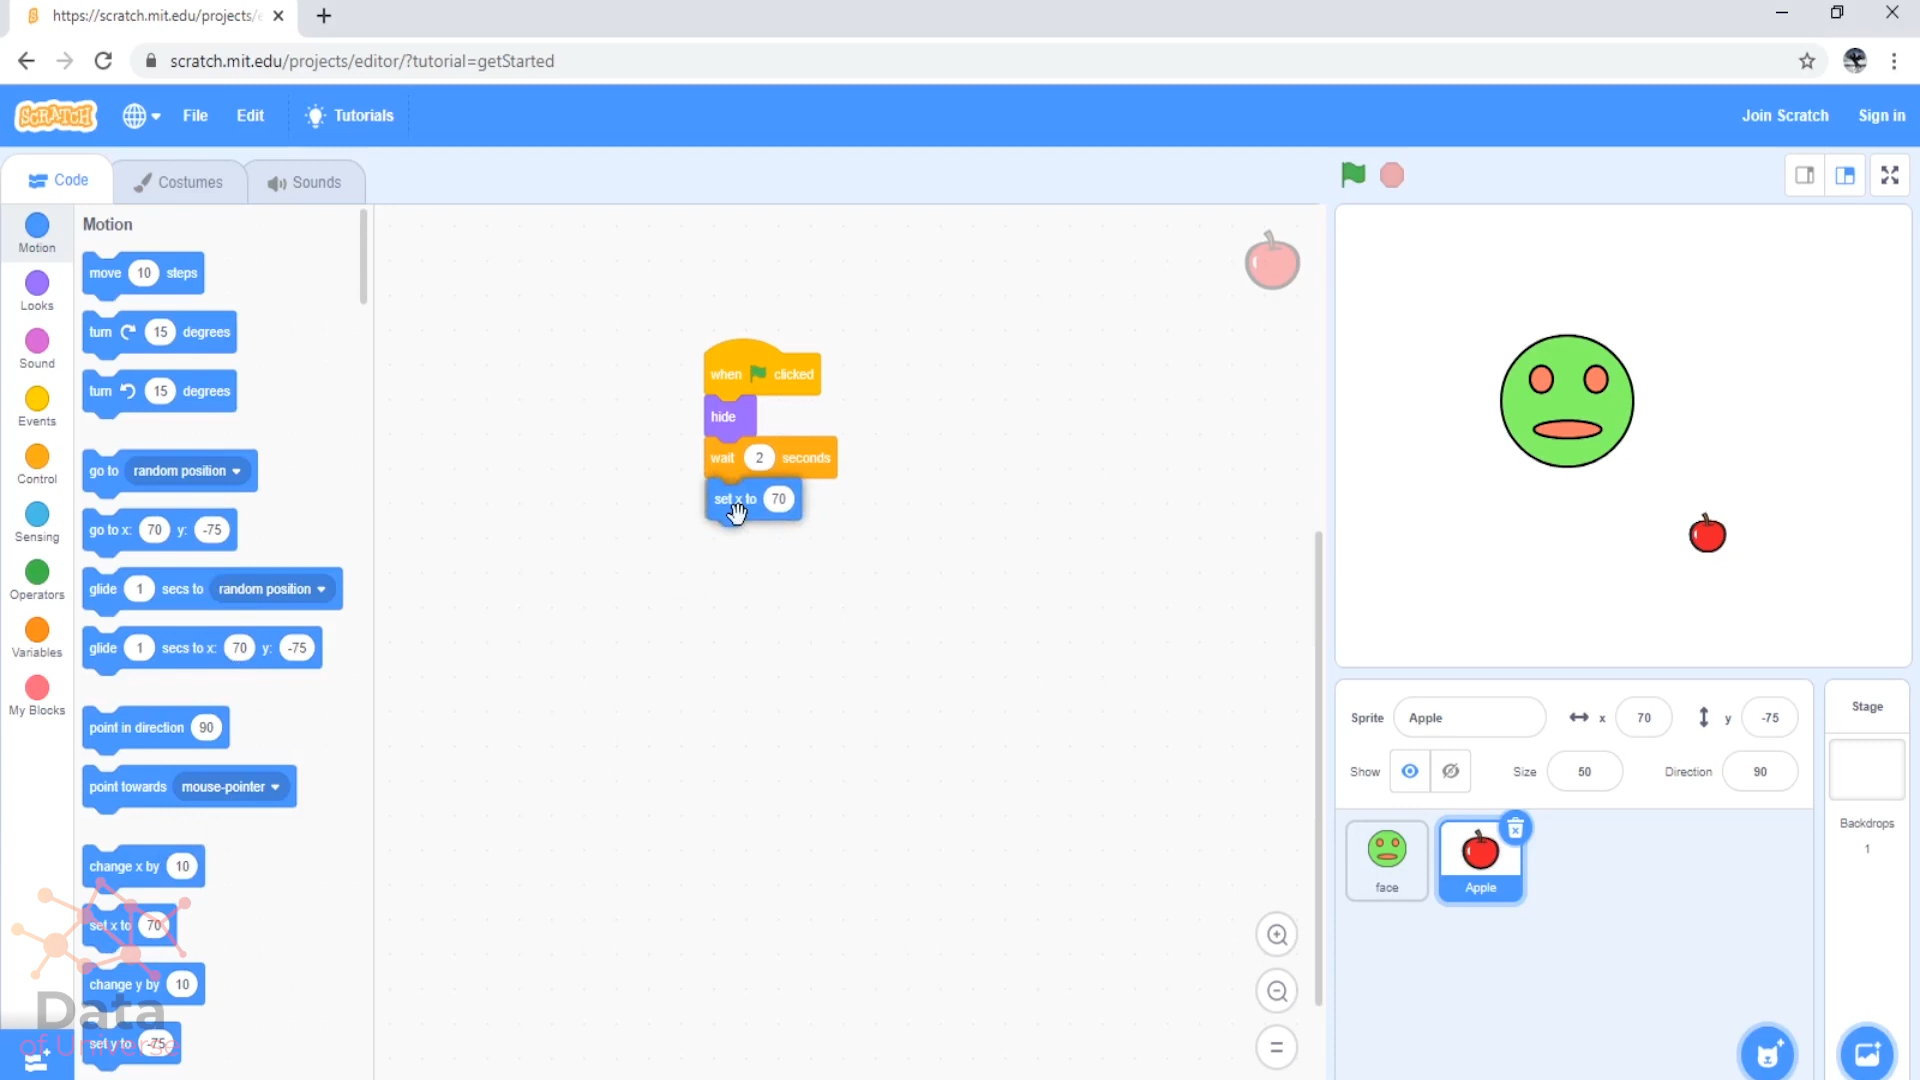 https://scratch.mit.edu/projects/e
scratch.mit.edu/projects/editor/?tutorial=getStarted
SCRATCH File Edit Tutorials Join Scratch Sign in
Code Costumes Sounds
Motion
Looks
Sound
Events
Control
Sensing
Operators
Variables
My Blocks
Motion
move 10 steps
turn 15 degrees
turn 15 degrees
go to random position
go to x: 70 y: -75
glide 1 secs to random position
glide 1 secs to x: 70 y: -75
point in direction 90
point towards mouse-pointer
change x by 10
set x to 70
change y by 10
set y to -75
Data
of Universe
when clicked
hide
wait 2 seconds
set x to 70
Sprite Apple x 70 y -75
Show Size 50 Direction 90
face
Apple
Stage
Backdrops
1